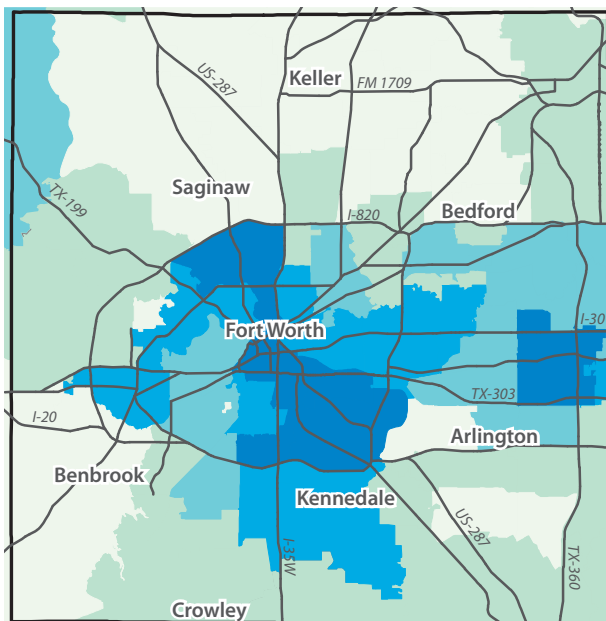 US-287
Keller
FM 1709
Saginaw
TX-199
I-820
Bedford
Fort Worth
I-30
TX-303
I-20
Arlington
Benbrook
Kennedale
US-287
I-35W
TX-360
Crowley